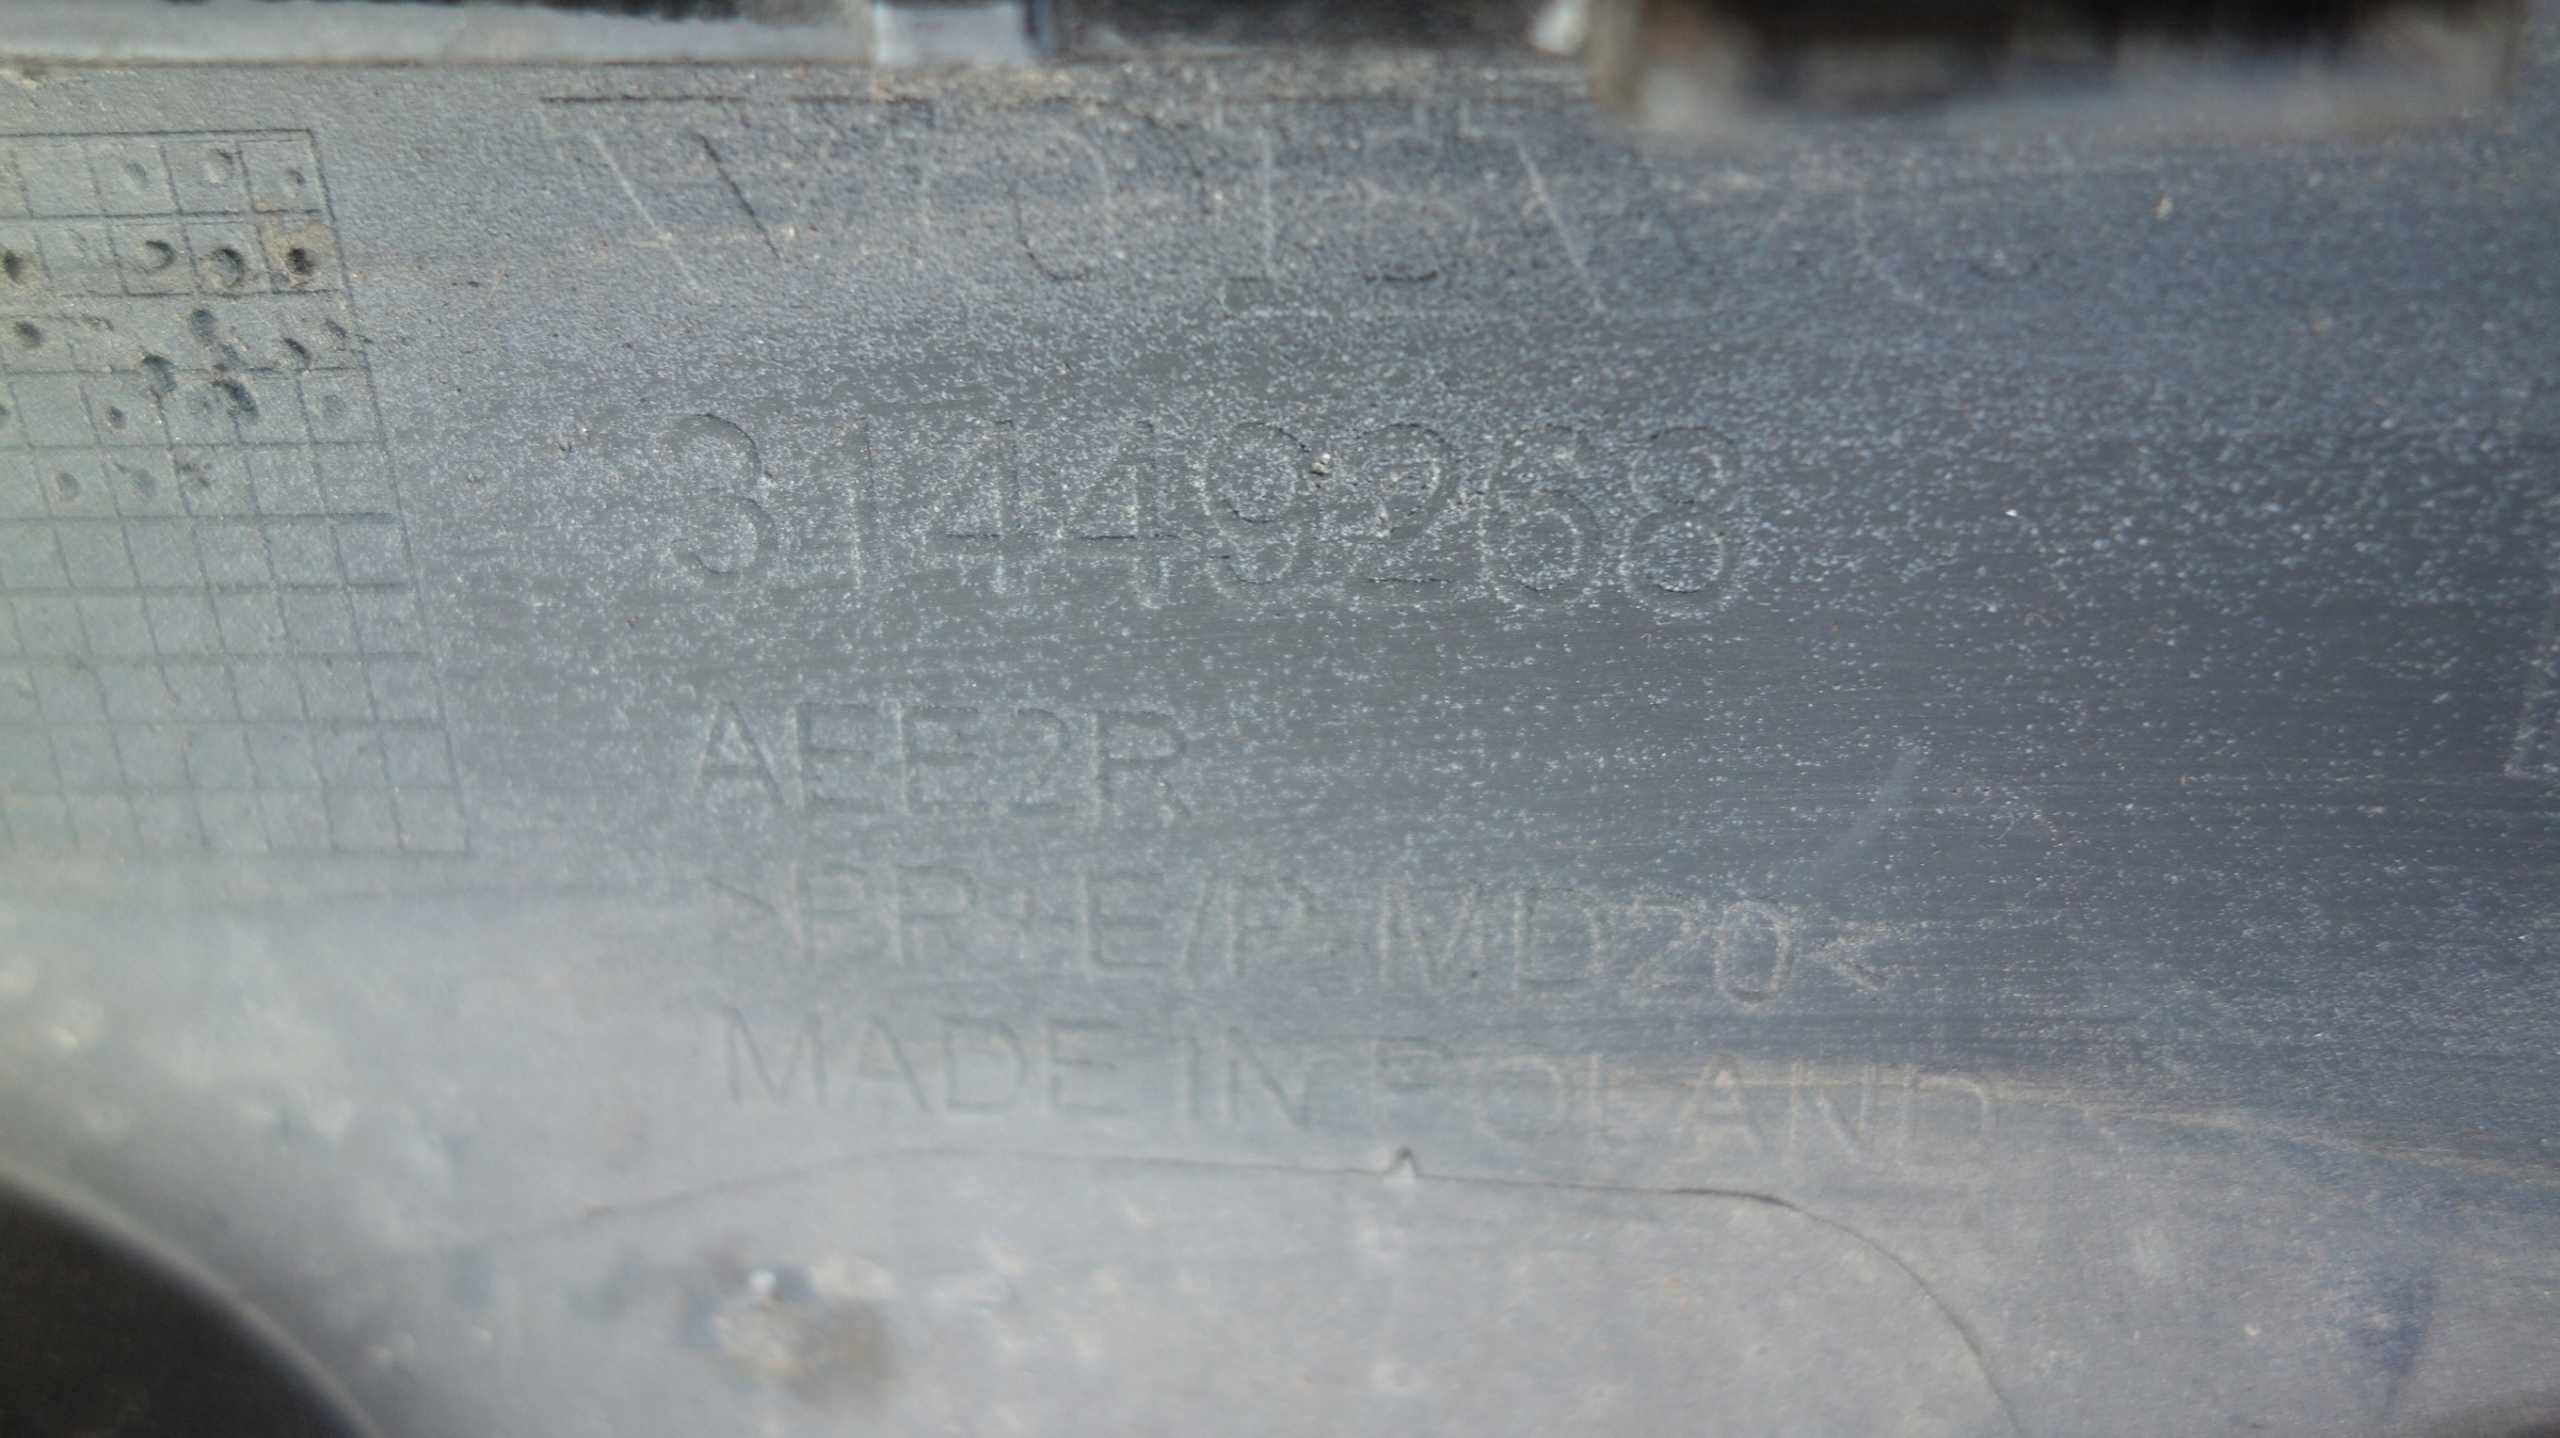 VOLVO
31449268
AEE2R
>PP+E/P-MD20<
MADE IN POLAND